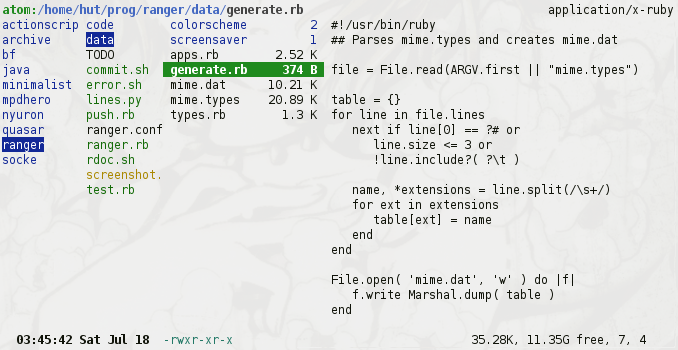 atom:/home/hut/prog/ranger/data/generate.rb application/x-ruby
actionscrip code colorscheme 2 #!/usr/bin/ruby
archive data screensaver 1 ## Parses mime.types and creates mime.dat
bf TODO apps.rb 2.52 K
java commit.sh generate.rb 374 B file = File.read(ARGV.first || "mime.types")
minimalist error.sh mime.dat 10.21 K
mpdhero lines.py mime.types 20.89 K table = {}
nyuron push.rb types.rb 1.3 K for line in file.lines
quasar ranger.conf next if line[0] == ?# or
ranger ranger.rb line.size <= 3 or
socke rdoc.sh !line.include?( ?\t )
screenshot.
test.rb name, *extensions = line.split(/\s+/)
for ext in extensions
table[ext] = name
end
end
File.open( 'mime.dat', 'w' ) do |f|
f.write Marshal.dump( table )
end
03:45:42 Sat Jul 18 -rwxr-xr-x 35.28K, 11.35G free, 7, 4